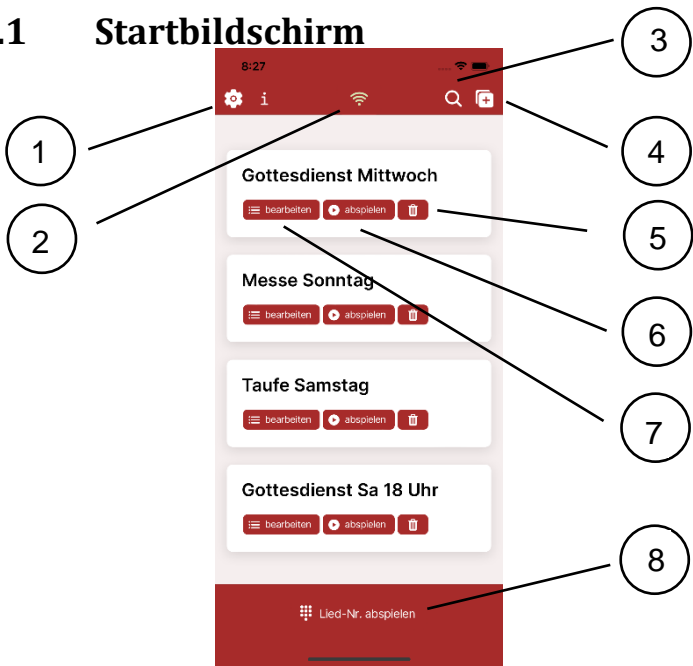 .1 Startbildschirm
8:27
i
1
2
3
4
5
6
7
8
Gottesdienst Mittwoch
bearbeiten abspielen
Messe Sonntag
bearbeiten abspielen
Taufe Samstag
bearbeiten abspielen
Gottesdienst Sa 18 Uhr
bearbeiten abspielen
Lied-Nr. abspielen